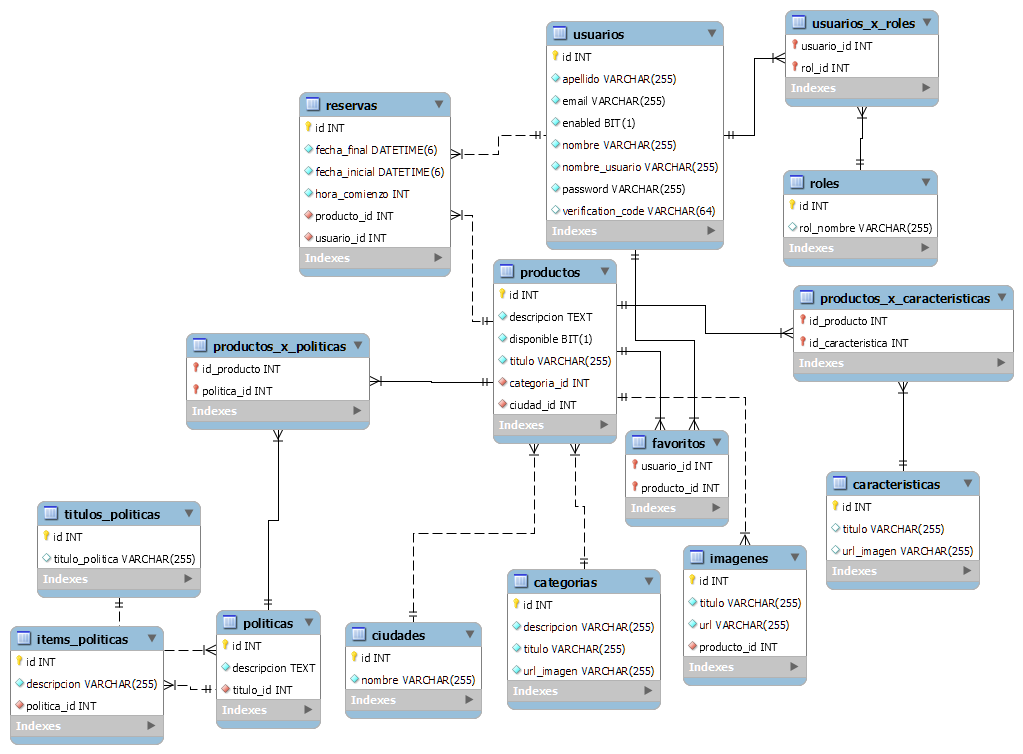 usuarios
id INT
apellido VARCHAR(255)
email VARCHAR(255)
enabled BIT(1)
nombre VARCHAR(255)
nombre_usuario VARCHAR(255)
password VARCHAR(255)
verification_code VARCHAR(64)
Indexes
usuarios_x_roles
usuario_id INT
rol_id INT
Indexes
reservas
id INT
fecha_final DATETIME(6)
fecha_inicial DATETIME(6)
hora_comienzo INT
producto_id INT
usuario_id INT
Indexes
roles
id INT
rol_nombre VARCHAR(255)
Indexes
productos
id INT
descripcion TEXT
disponible BIT(1)
titulo VARCHAR(255)
categoria_id INT
ciudad_id INT
Indexes
productos_x_caracteristicas
id_producto INT
id_caracteristica INT
Indexes
productos_x_politicas
id_producto INT
politica_id INT
Indexes
favoritos
usuario_id INT
producto_id INT
Indexes
caracteristicas
id INT
titulo VARCHAR(255)
url_imagen VARCHAR(255)
Indexes
titulos_politicas
id INT
titulo_politica VARCHAR(255)
Indexes
imagenes
id INT
titulo VARCHAR(255)
url VARCHAR(255)
producto_id INT
Indexes
categorias
id INT
descripcion VARCHAR(255)
titulo VARCHAR(255)
url_imagen VARCHAR(255)
Indexes
politicas
id INT
descripcion TEXT
titulo_id INT
Indexes
ciudades
id INT
nombre VARCHAR(255)
Indexes
items_politicas
id INT
descripcion VARCHAR(255)
politica_id INT
Indexes